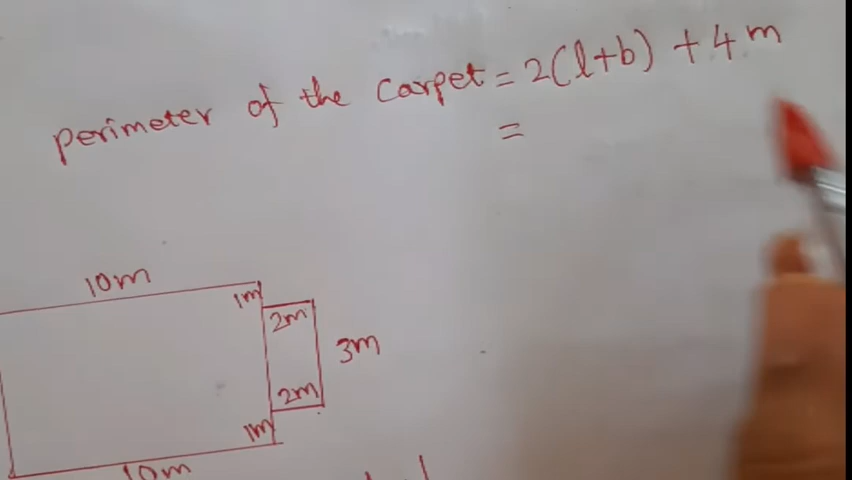 perimeter of the carpet = 2(l+b) + 4 m
=
10m
1m
2m
3m
2m
1m
10m